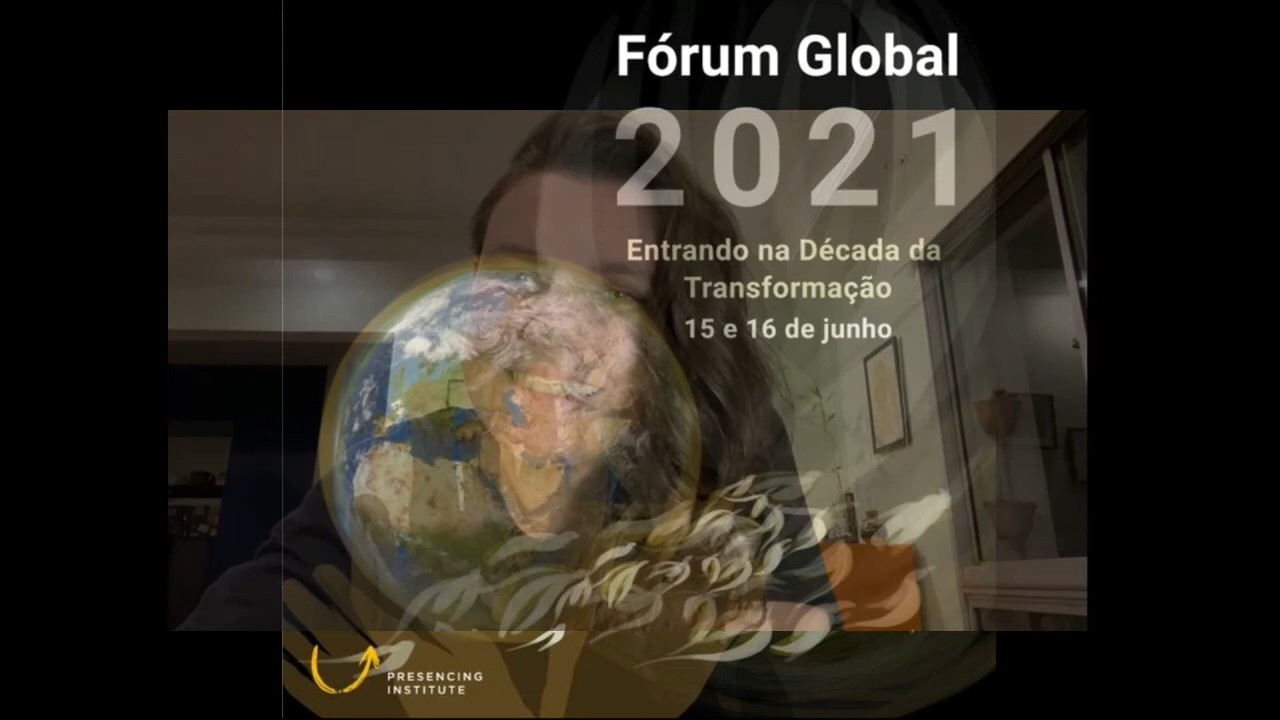 Fórum Global
2021
Entrando na Década da
Transformação
15 e 16 de junho
PRESENCING
INSTITUTE